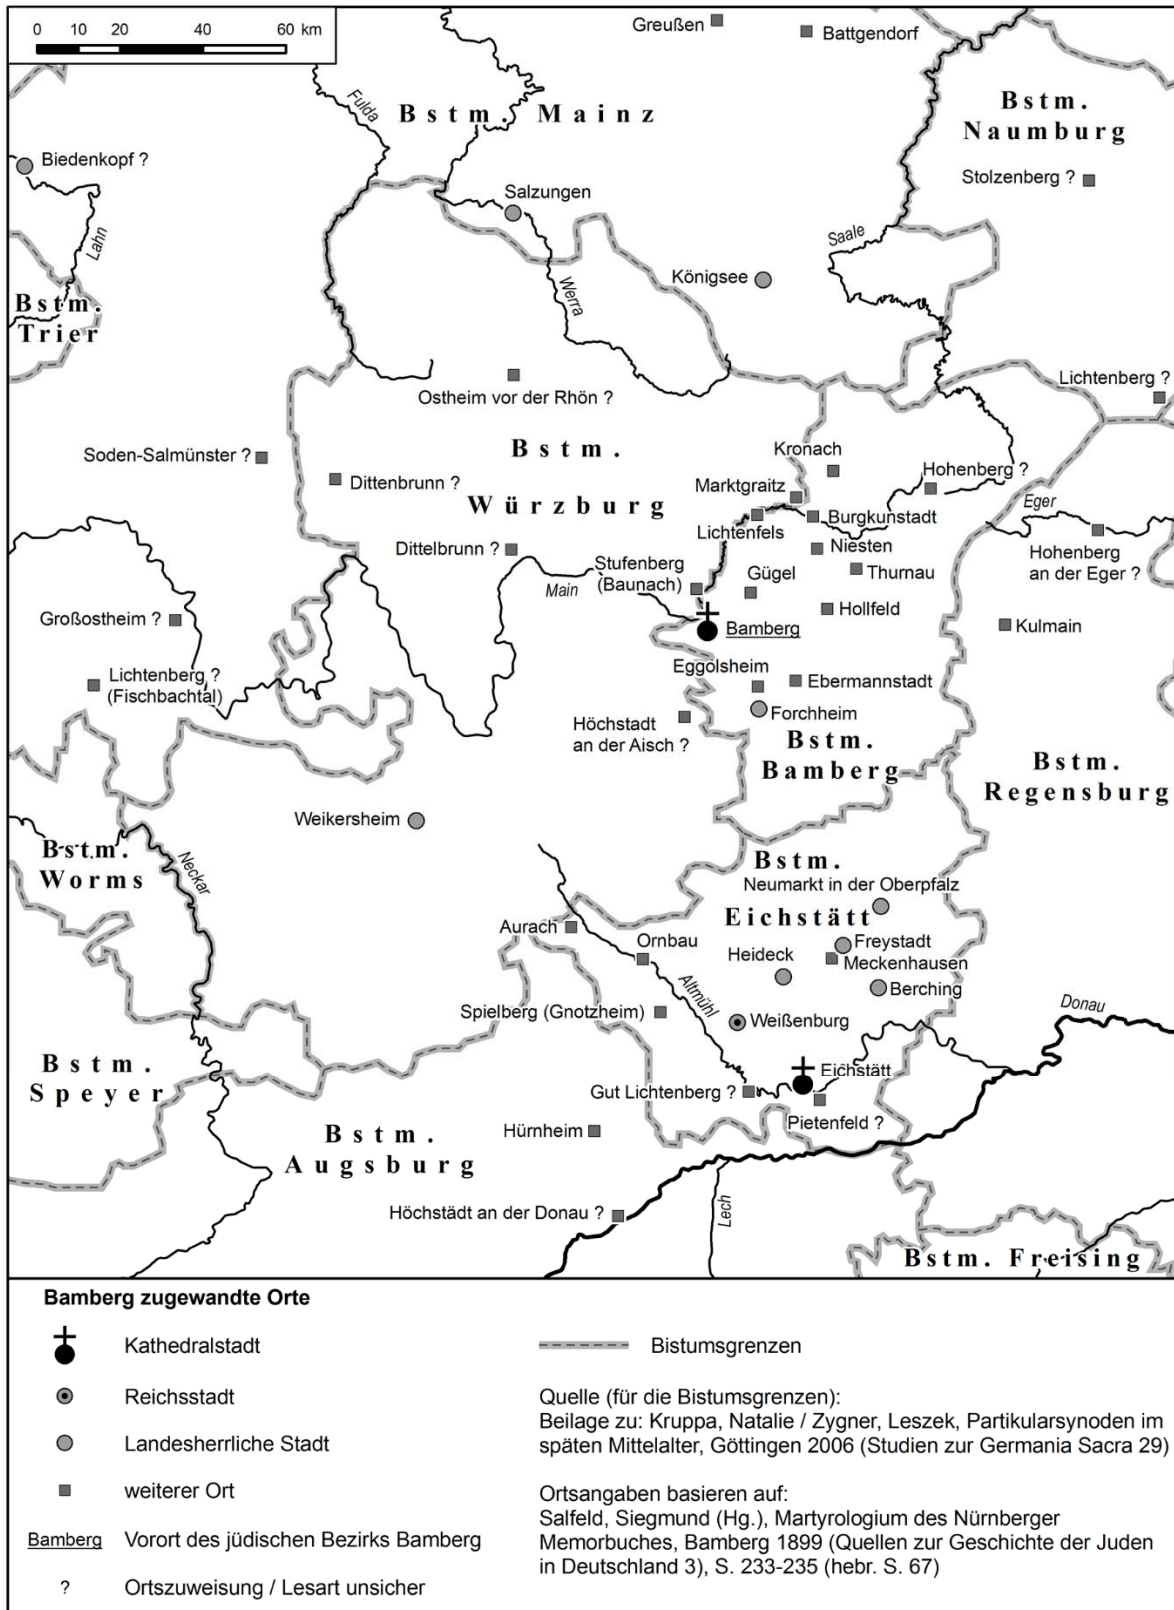 0 10 20 40 60 km
Greußen
Battgendorf
Fulda
Bstm. Mainz
Bstm.
Naumburg
Biedenkopf ?
Salzungen
Stolzenberg ?
Lahn
Saale
Werra
Königsee
Bstm.
Trier
Ostheim vor der Rhön ?
Lichtenberg ?
Bstm.
Würzburg
Soden-Salmünster ?
Dittenbrunn ?
Kronach
Hohenberg ?
Marktgraitz
Eger
Lichtenfels
Burgkunstadt
Dittelbrunn ?
Niesten
Hohenberg
an der Eger ?
Stufenberg
(Baunach)
Main
Gügel
Thurnau
Großostheim ?
Hollfeld
Bamberg
Kulmain
Lichtenberg ?
(Fischbachtal)
Eggolsheim
Ebermannstadt
Höchstadt
an der Aisch ?
Forchheim
Bstm.
Bamberg
Bstm.
Regensburg
Weikersheim
Bstm.
Worms
Neckar
Bstm.
Eichstätt
Neumarkt in der Oberpfalz
Aurach
Ornbau
Heideck
Freystadt
Meckenhausen
Berching
Altmühl
Spielberg (Gnotzheim)
Weißenburg
Donau
Bstm.
Speyer
Eichstätt
Gut Lichtenberg ?
Pietenfeld ?
Bstm.
Augsburg
Hürnheim
Höchstädt an der Donau ?
Lech
Bstm. Freising
Bamberg zugewandte Orte
Kathedralstadt
Reichsstadt
Landesherrliche Stadt
weiterer Ort
Bamberg Vorort des jüdischen Bezirks Bamberg
? Ortszuweisung / Lesart unsicher
Bistumsgrenzen
Quelle (für die Bistumsgrenzen):
Beilage zu: Kruppa, Natalie / Zygner, Leszek, Partikularsynoden im
späten Mittelalter, Göttingen 2006 (Studien zur Germania Sacra 29)
Ortsangaben basieren auf:
Salfeld, Siegmund (Hg.), Martyrologium des Nürnberger
Memorbuches, Bamberg 1899 (Quellen zur Geschichte der Juden
in Deutschland 3), S. 233-235 (hebr. S. 67)